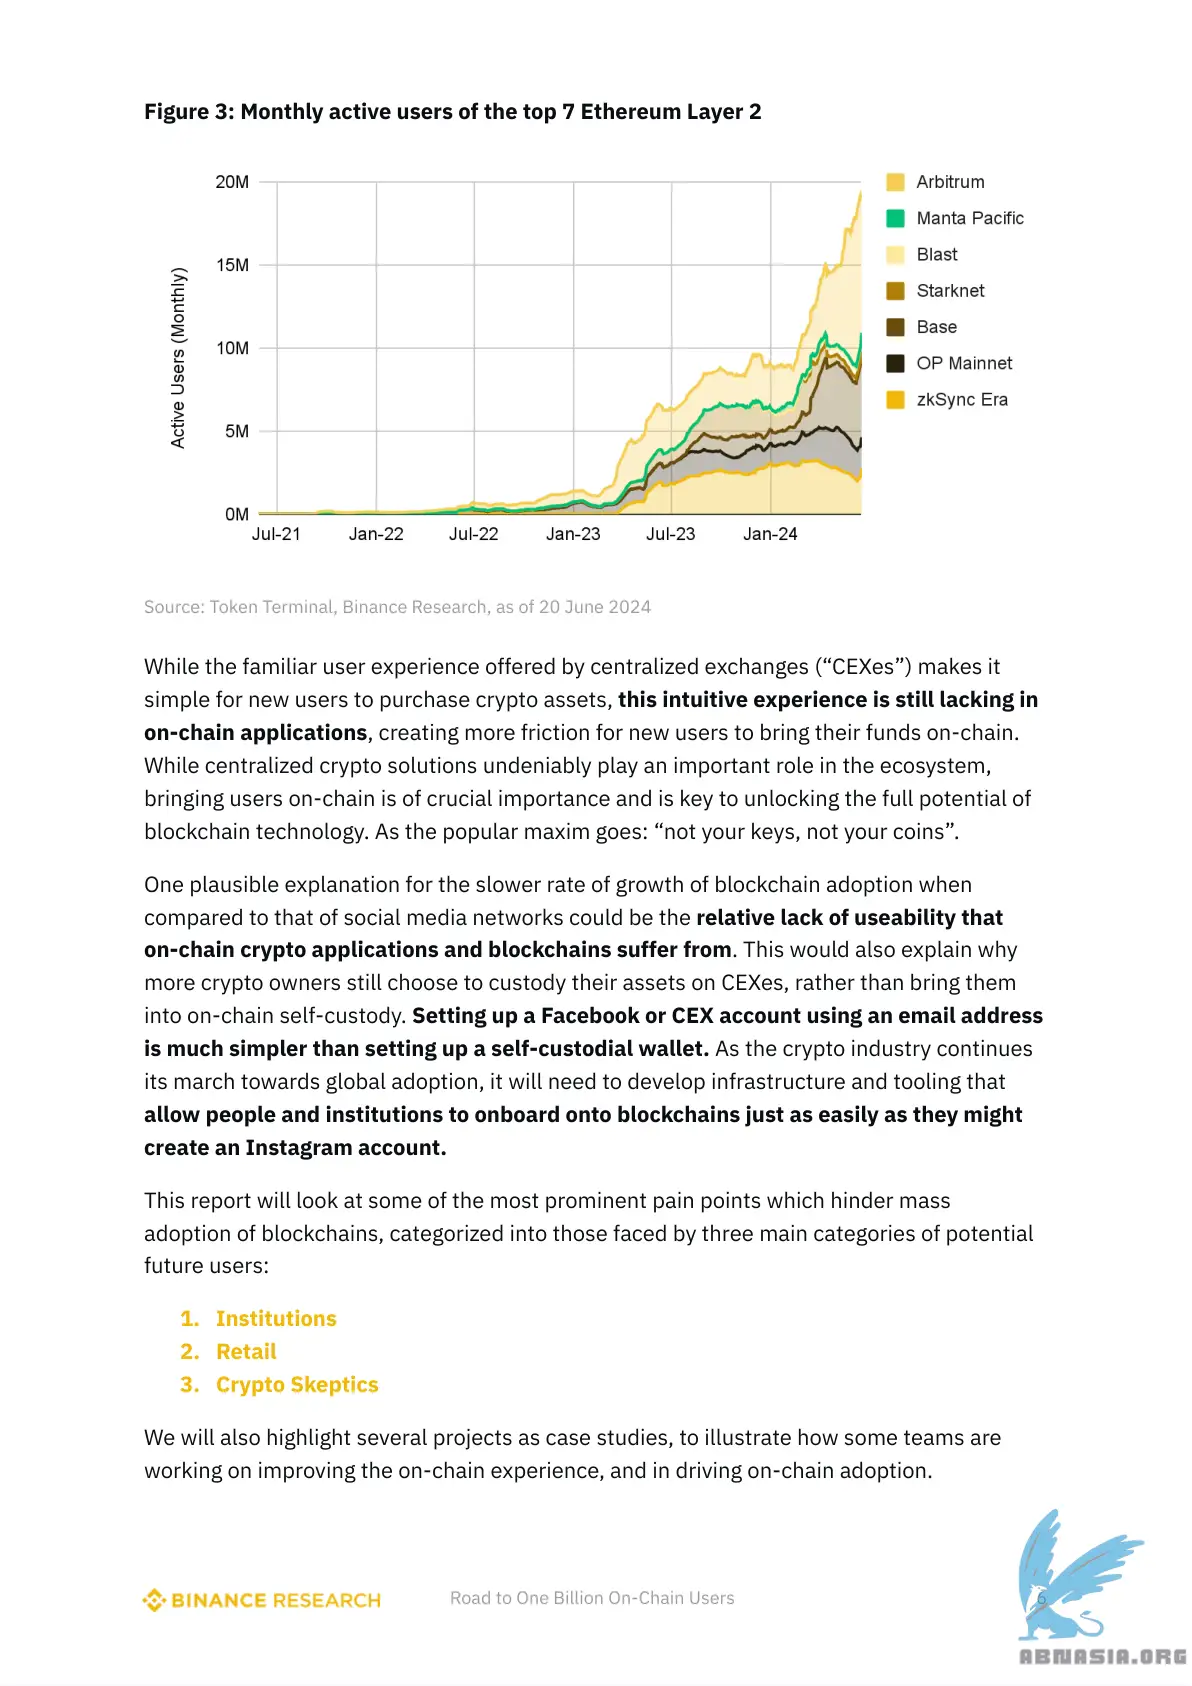 Figure 3: Monthly active users of the top 7 Ethereum Layer 2
20M
15M
10M
5M
0M
Active Users (Monthly)
Jul-21
Jan-22
Jul-22
Jan-23
Jul-23
Jan-24
Arbitrum
Manta Pacific
Blast
Starknet
Base
OP Mainnet
zkSync Era
Source: Token Terminal, Binance Research, as of 20 June 2024
While the familiar user experience offered by centralized exchanges (“CEXes”) makes it
simple for new users to purchase crypto assets, this intuitive experience is still lacking in
on-chain applications, creating more friction for new users to bring their funds on-chain.
While centralized crypto solutions undeniably play an important role in the ecosystem,
bringing users on-chain is of crucial importance and is key to unlocking the full potential of
blockchain technology. As the popular maxim goes: “not your keys, not your coins”.
One plausible explanation for the slower rate of growth of blockchain adoption when
compared to that of social media networks could be the relative lack of useability that
on-chain crypto applications and blockchains suffer from. This would also explain why
more crypto owners still choose to custody their assets on CEXes, rather than bring them
into on-chain self-custody. Setting up a Facebook or CEX account using an email address
is much simpler than setting up a self-custodial wallet. As the crypto industry continues
its march towards global adoption, it will need to develop infrastructure and tooling that
allow people and institutions to onboard onto blockchains just as easily as they might
create an Instagram account.
This report will look at some of the most prominent pain points which hinder mass
adoption of blockchains, categorized into those faced by three main categories of potential
future users:
1. Institutions
2. Retail
3. Crypto Skeptics
We will also highlight several projects as case studies, to illustrate how some teams are
working on improving the on-chain experience, and in driving on-chain adoption.
BINANCE RESEARCH
Road to One Billion On-Chain Users
6
ABNASIA.ORG